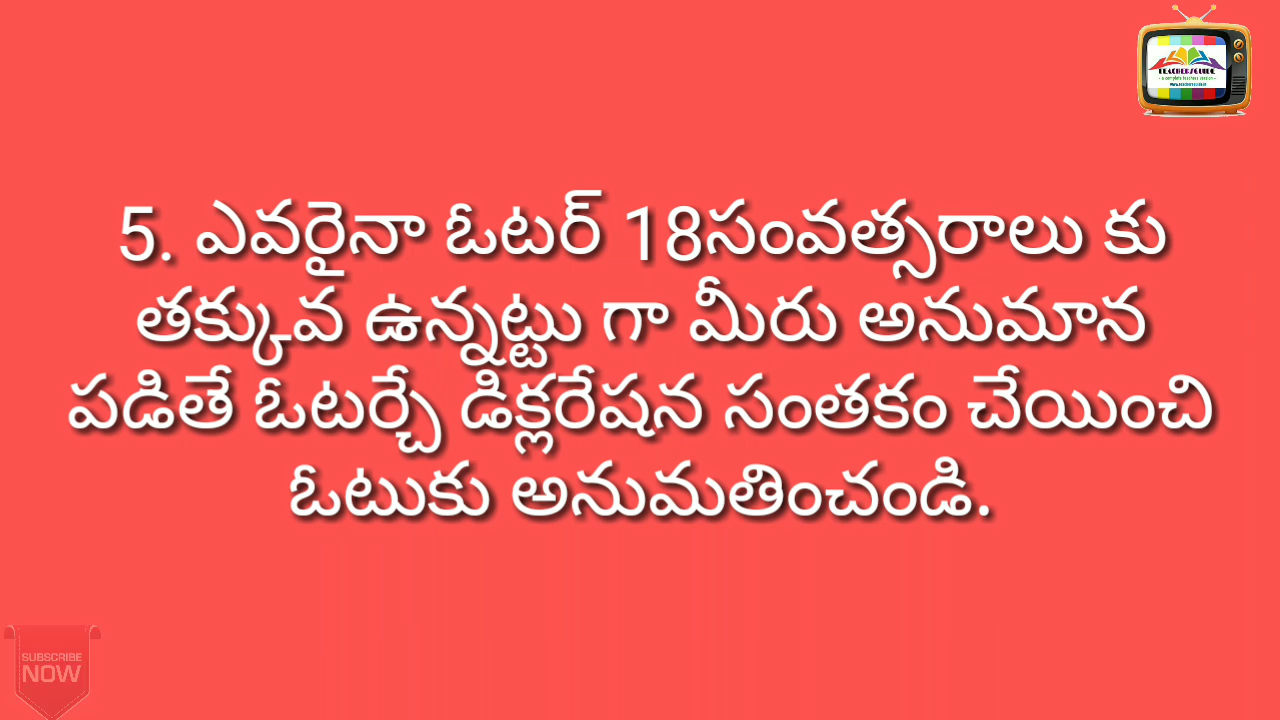 TEACHERSGUIDE
5. ఎవరైనా ఓటర్ 18సంవత్సరాలు కు
తక్కువ ఉన్నట్టు గా మీరు అనుమాన
పడితే ఓటర్చే డిక్లరేషన సంతకం చేయించి
ఓటుకు అనుమతించండి.
SUBSCRIBE
NOW